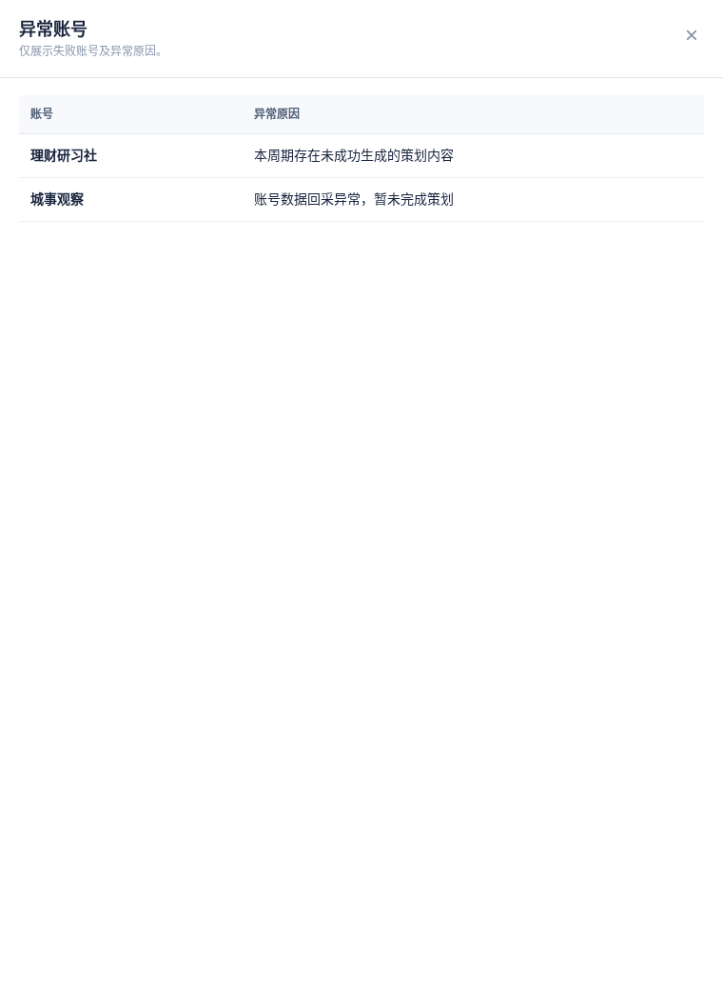 异常账号
仅展示失败账号及异常原因。
✕
账号 异常原因
理财研习社 本周期存在未成功生成的策划内容
城事观察 账号数据回采异常，暂未完成策划